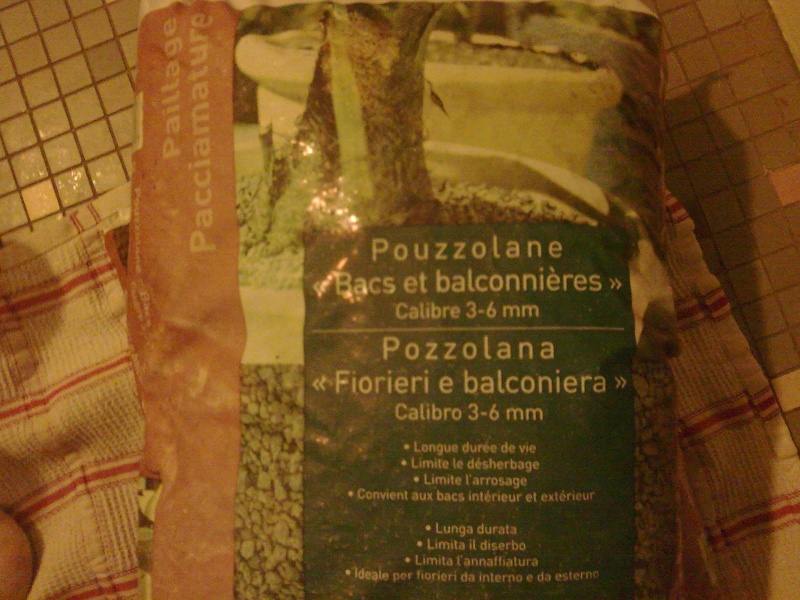 Paillage
Pacciamature
Pouzzolane
« Bacs et balconnières »
Calibre 3-6 mm
Pozzolana
« Fiorieri e balconiera »
Calibro 3-6 mm
• Longue durée de vie
• Limite le désherbage
• Limite l'arrosage
• Convient aux bacs intérieur et extérieur
• Lunga durata
• Limita il diserbo
• Limita l'annaffiatura
• Ideale per fiorieri da interno e da esterno